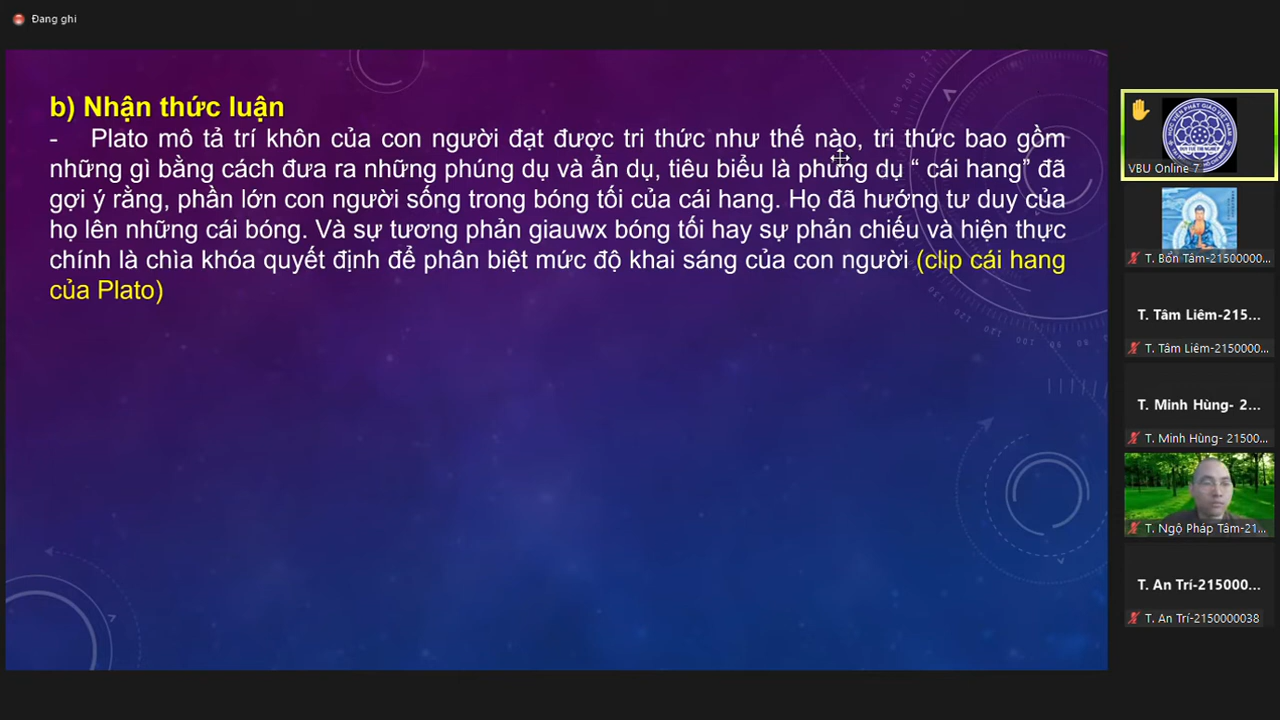 Đang ghi
b) Nhận thức luận
- Plato mô tả trí khôn của con người đạt được tri thức như thế nào, tri thức bao gồm
những gì bằng cách đưa ra những phúng dụ và ẩn dụ, tiêu biểu là phúng dụ “ cái hang” đã
gợi ý rằng, phần lớn con người sống trong bóng tối của cái hang. Họ đã hướng tư duy của
họ lên những cái bóng. Và sự tương phản giauwx bóng tối hay sự phản chiếu và hiện thực
chính là chìa khóa quyết định để phân biệt mức độ khai sáng của con người (clip cái hang
của Plato)
VBU Online 7
T. Bổn Tâm-21500000...
T. Tâm Liêm-215...
T. Tâm Liêm-2150000...
T. Minh Hùng- 2...
T. Minh Hùng- 21500...
T. Ngộ Pháp Tâm-21...
T. An Trí-215000...
T. An Trí-2150000038